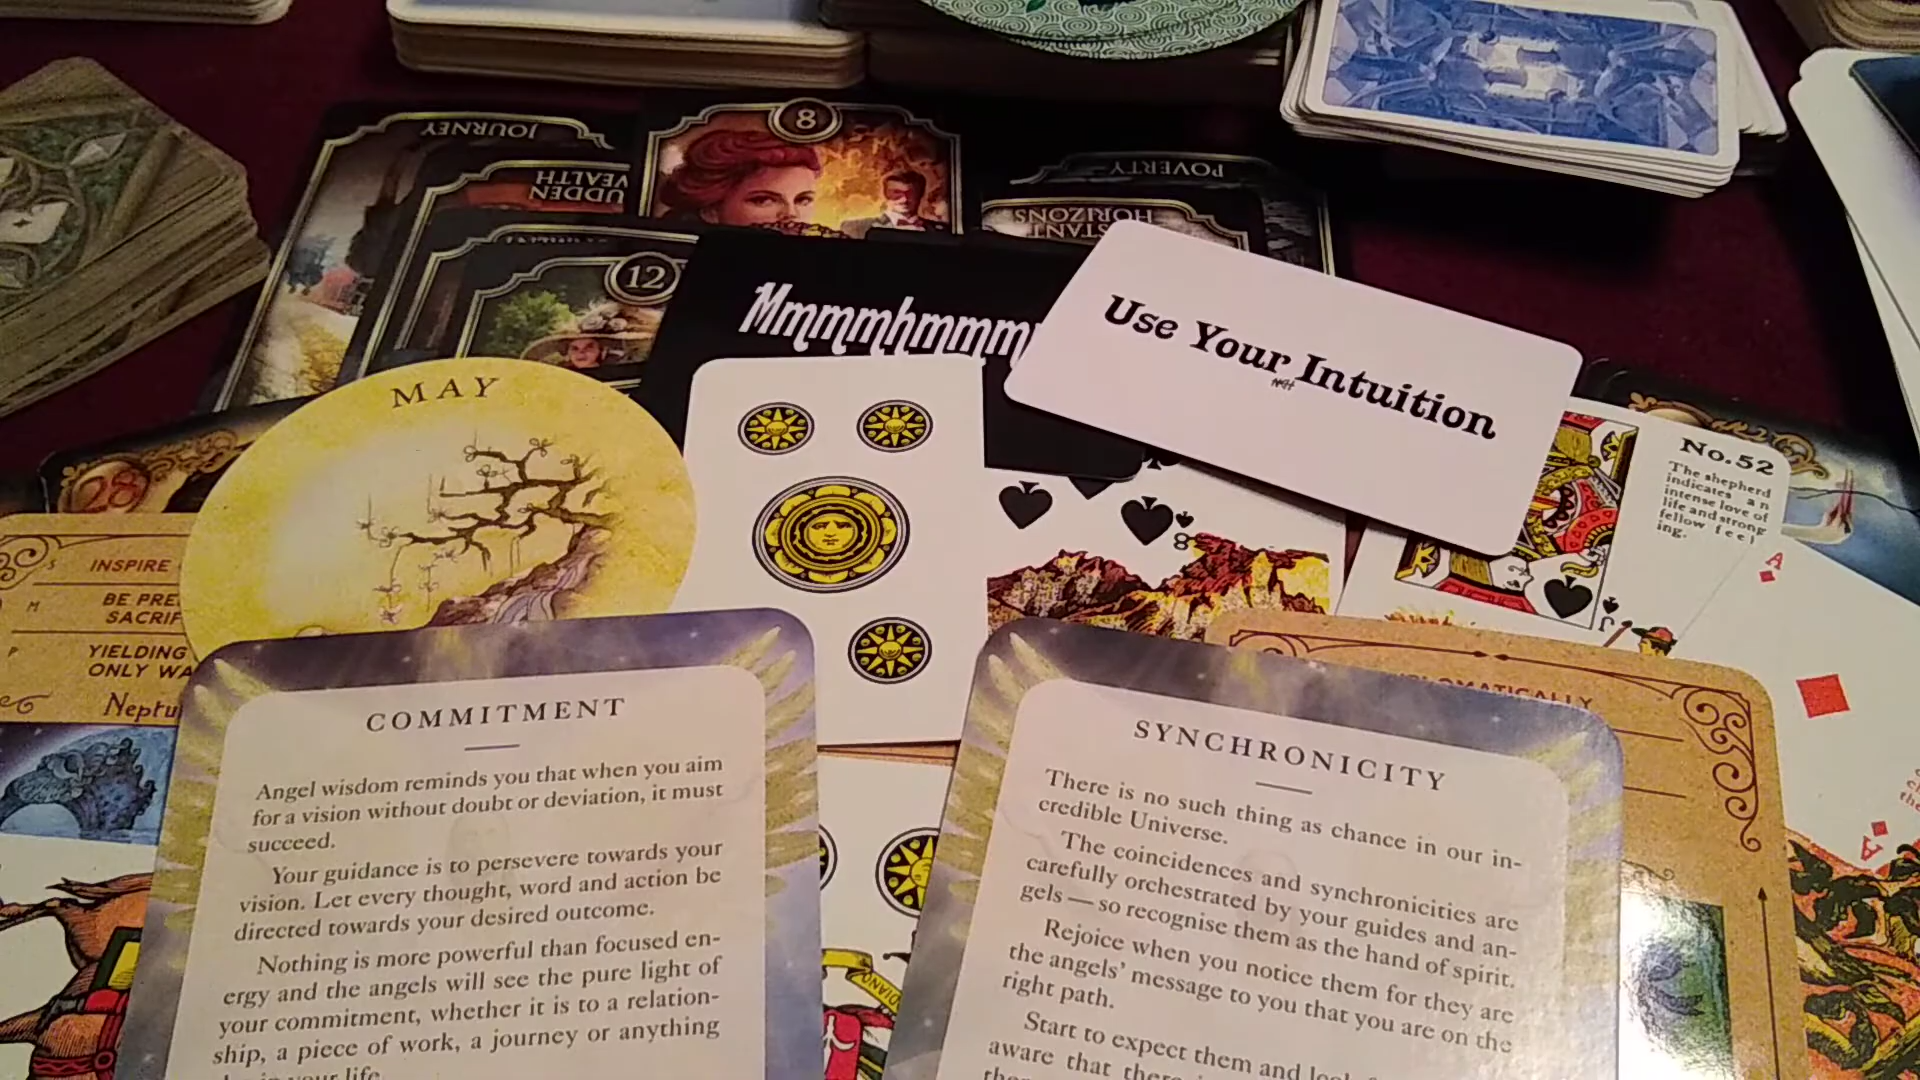 JOURNEY
UDDEN
WEALTH
8
POVERTY
STANT
HORIZONS
12
Mmmmhmmm
Use Your Intuition
MAY
28
No.52
The shepherd
indicates an
intense love of
life and strong
fellow feel
ing.
8
J
A
A
INSPIRE
BE PRE
SACRIF
YIELDING
ONLY WA
Neptu
M
P
COMMITMENT
Angel wisdom reminds you that when you aim
for a vision without doubt or deviation, it must
succeed.
Your guidance is to persevere towards your
vision. Let every thought, word and action be
directed towards your desired outcome.
Nothing is more powerful than focused en-
ergy and the angels will see the pure light of
your commitment, whether it is to a relation-
ship, a piece of work, a journey or anything
your life.
SYNCHRONICITY
There is no such thing as chance in our in-
credible Universe.
The coincidences and synchronicities are
carefully orchestrated by your guides and an-
gels — so recognise them as the hand of spirit.
Rejoice when you notice them for they are
the angels' message to you that you are on the
right path.
Start to expect them and
aware that